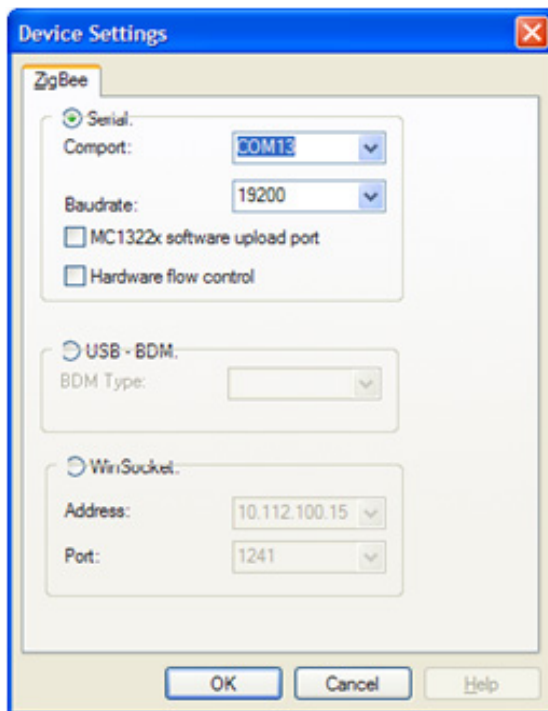 Device Settings
ZigBee
Serial:
Comport: COM13
Baudrate: 19200
MC1322x software upload port
Hardware flow control
USB - BDM:
BDM Type:
WinSocket:
Address: 10.112.100.15
Port: 1241
OK Cancel Help